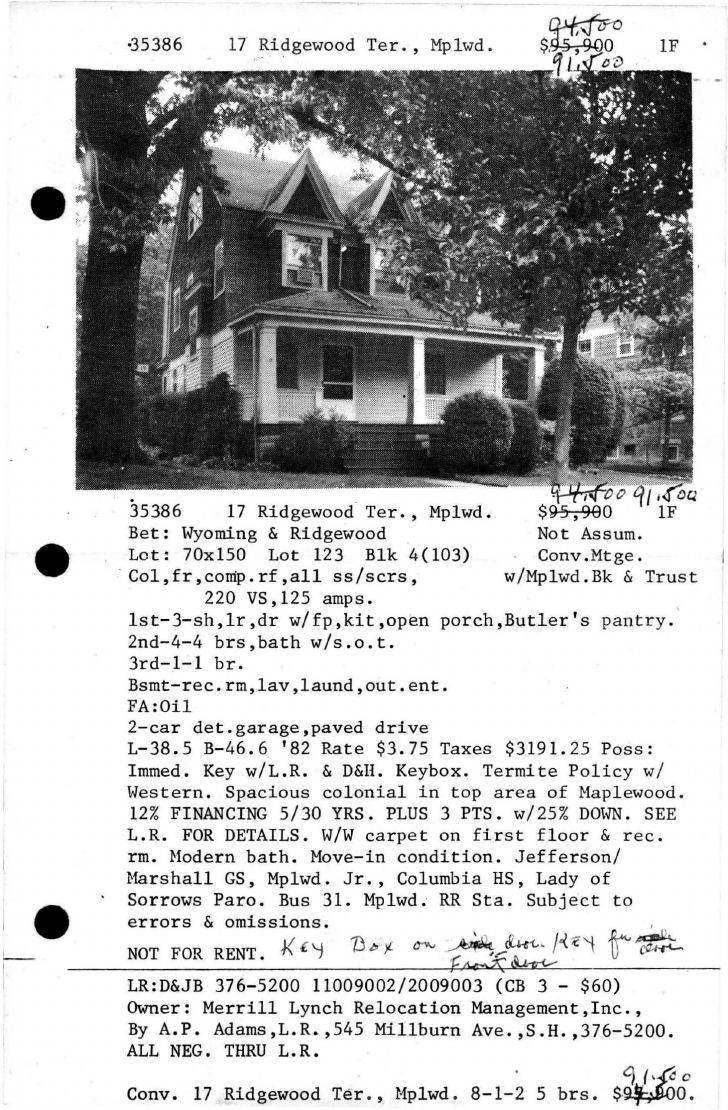 94,500
35386 17 Ridgewood Ter., Mplwd. $95,900 1F
91,500
94,500 91,500
35386 17 Ridgewood Ter., Mplwd. $95,900 1F
Bet: Wyoming & Ridgewood Not Assum.
Lot: 70x150 Lot 123 Blk 4(103) Conv.Mtge.
Col,fr,comp.rf,all ss/scrs, w/Mplwd.Bk & Trust
220 VS,125 amps.
1st-3-sh,lr,dr w/fp,kit,open porch,Butler's pantry.
2nd-4-4 brs,bath w/s.o.t.
3rd-1-1 br.
Bsmt-rec.rm,lav,laund,out.ent.
FA:Oil
2-car det.garage,paved drive
L-38.5 B-46.6 '82 Rate $3.75 Taxes $3191.25 Poss:
Immed. Key w/L.R. & D&H. Keybox. Termite Policy w/
Western. Spacious colonial in top area of Maplewood.
12% FINANCING 5/30 YRS. PLUS 3 PTS. w/25% DOWN. SEE
L.R. FOR DETAILS. W/W carpet on first floor & rec.
rm. Modern bath. Move-in condition. Jefferson/
Marshall GS, Mplwd. Jr., Columbia HS, Lady of
Sorrows Paro. Bus 31. Mplwd. RR Sta. Subject to
errors & omissions.
NOT FOR RENT. KEY Box on side door. /KEY for side door
Front door
LR:D&JB 376-5200 11009002/2009003 (CB 3 - $60)
Owner: Merrill Lynch Relocation Management,Inc.,
By A.P. Adams,L.R.,545 Millburn Ave.,S.H.,376-5200.
ALL NEG. THRU L.R.
91,500
Conv. 17 Ridgewood Ter., Mplwd. 8-1-2 5 brs. $9,900.